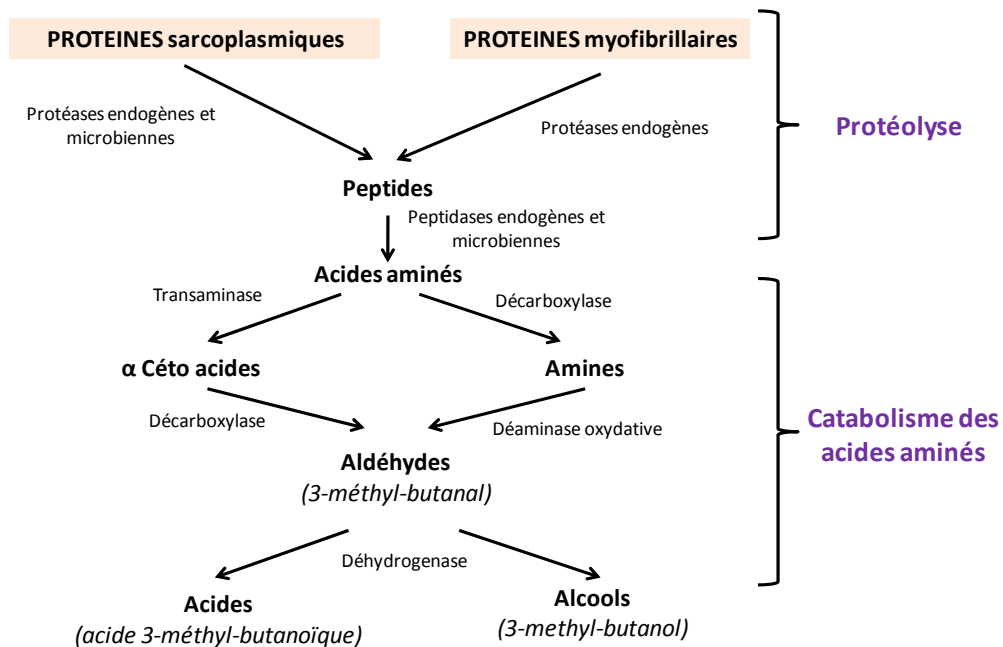 PROTEINES sarcoplasmiques
PROTEINES myofibrillaires
Protéases endogènes et
microbiennes
Protéases endogènes
Protéolyse
Peptides
Peptidases endogènes et
microbiennes
Acides aminés
Transaminase
Décarboxylase
α Céto acides
Amines
Décarboxylase
Déaminase oxydative
Catabolisme des
acides aminés
Aldéhydes
(3-méthyl-butanal)
Déhydrogenase
Acides
(acide 3-méthyl-butanoïque)
Alcools
(3-methyl-butanol)